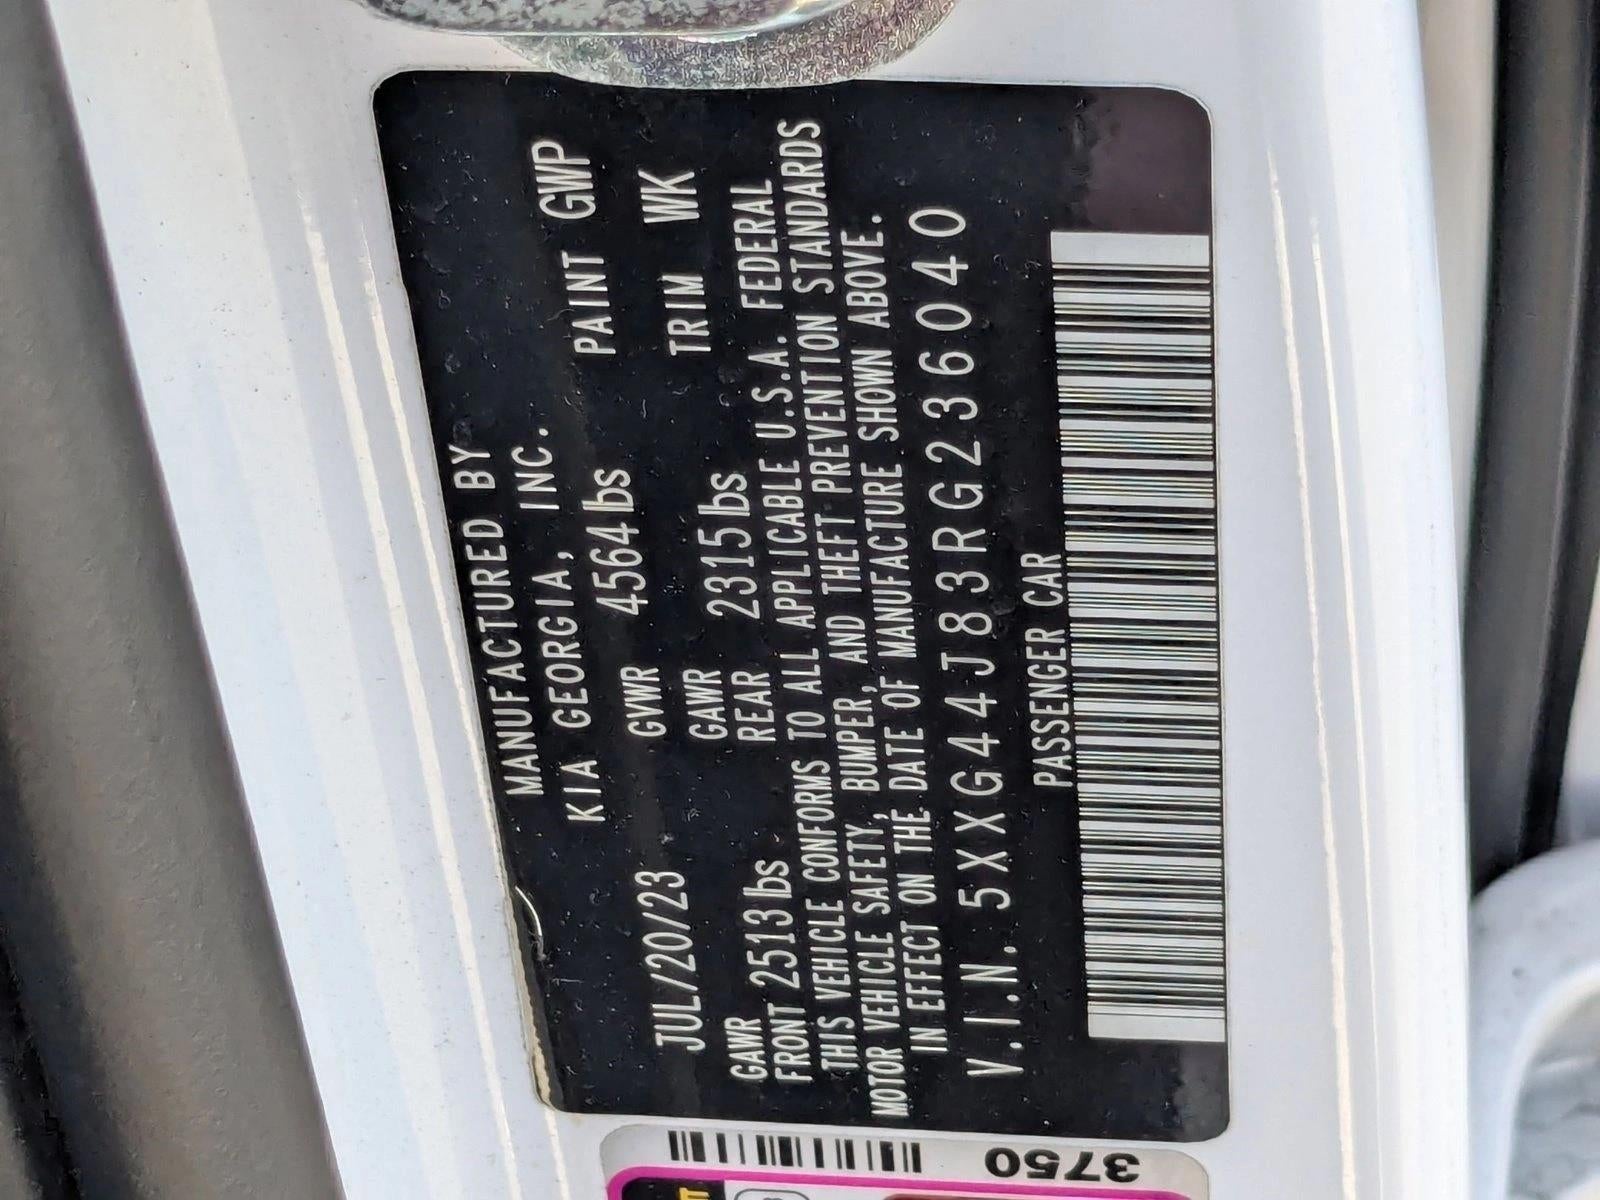 MANUFACTURED BY
KIA GEORGIA, INC.
JUL/20/23 GVWR 4564lbs PAINT GWP
GAWR FRONT 2513lbs GAWR REAR 2315lbs TRIM WK
THIS VEHICLE CONFORMS TO ALL APPLICABLE U.S.A. FEDERAL
MOTOR VEHICLE SAFETY, BUMPER, AND THEFT PREVENTION STANDARDS
IN EFFECT ON THE DATE OF MANUFACTURE SHOWN ABOVE.
V.I.N. 5XXG44J83RG236040
PASSENGER CAR
3750